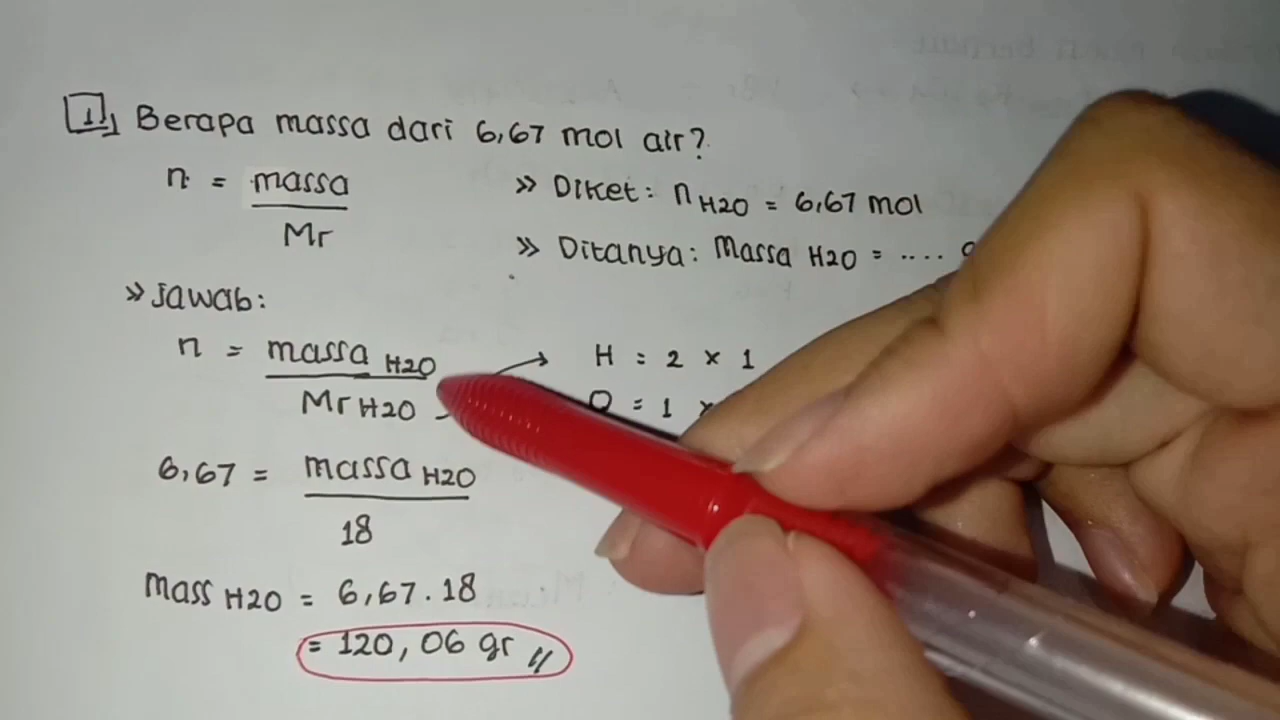 1. Berapa massa dari 6,67 mol air?
n = massa / Mr
» Diket: n H2O = 6,67 mol
» Ditanya: Massa H2O = ....
» Jawab:
n = massa H2O / Mr H2O
H = 2 × 1
O = 1 ×
6,67 = massa H2O / 18
mass H2O = 6,67 . 18
= 120,06 gr //